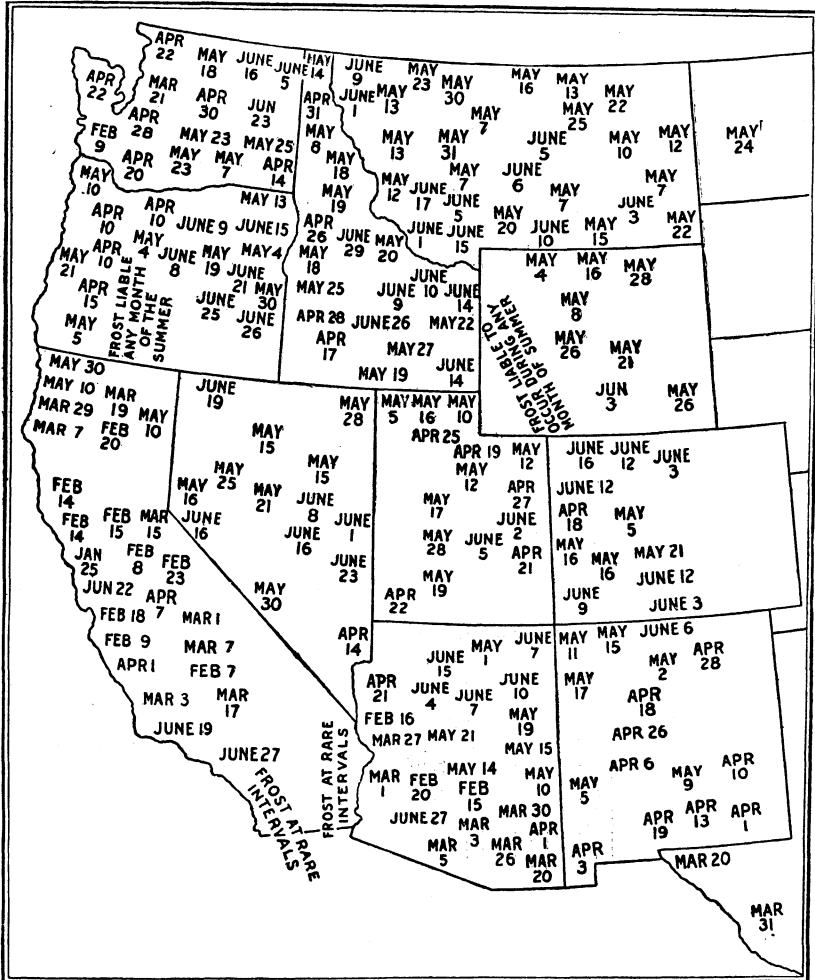 APR
22
MAY
18
JUNE
16
JUNE
5
MAY
14
APR
22
MAR
21
APR
30
JUN
23
APR
28
MAY 23
MAY 25
FEB
9
APR
20
MAY
23
MAY
7
APR
14
APR
31
MAY
8
MAY
18
MAY
19
APR
26
JUNE
29
MAY
20
MAY
18
MAY 25
JUNE
10
JUNE
9
JUNE
14
APR 28
JUNE 26
MAY 22
APR
17
MAY 27
MAY 19
JUNE
14
JUNE
9
MAY
23
MAY
30
MAY
16
MAY
13
MAY
22
JUNE
1
MAY
13
MAY
7
MAY
25
MAY
13
MAY
31
JUNE
5
MAY
10
MAY
12
MAY
12
JUNE
17
MAY
7
JUNE
6
MAY
7
MAY
7
JUNE
5
JUNE
3
JUNE
1
JUNE
15
MAY
20
JUNE
10
MAY
15
MAY
22
MAY
24
MAY
10
MAY 13
APR
10
APR
10
JUNE 9
JUNE 15
APR
10
MAY
4
JUNE
8
MAY
19
MAY 4
MAY
21
JUNE
21
MAY
30
APR
15
JUNE
25
JUNE
26
MAY
5
FROST LIABLE
ANY MONTH
OF THE
SUMMER
MAY
4
MAY
16
MAY
28
MAY
8
MAY
26
MAY
21
JUN
3
MAY
26
FROST LIABLE TO
OCCUR DURING ANY
MONTH OF SUMMER
MAY 30
MAY 10
MAR
19
MAR 29
MAY
10
MAR 7
FEB
20
FEB
14
FEB
14
FEB
15
MAR
15
JAN
25
FEB
8
FEB
23
JUN 22
APR
7
FEB 18
MAR 1
FEB 9
MAR 7
APR 1
FEB 7
MAR 3
MAR
17
JUNE 19
JUNE 27
FROST AT RARE
INTERVALS
FROST AT RARE
INTERVALS
JUNE
19
MAY
28
MAY
15
MAY
25
MAY
15
MAY
16
MAY
21
JUNE
8
JUNE
16
JUNE
16
JUNE
1
JUNE
23
MAY
30
APR
14
MAY
5
MAY
16
MAY
10
APR 25
APR 19
MAY
12
MAY
12
APR
27
MAY
17
JUNE
2
MAY
28
JUNE
5
APR
21
MAY
19
APR
22
JUNE
16
JUNE
12
JUNE
3
JUNE 12
APR
18
MAY
5
MAY
16
MAY
16
MAY 21
JUNE 12
JUNE
9
JUNE 3
JUNE
15
MAY
1
JUNE
7
APR
21
JUNE
4
JUNE
7
JUNE
10
FEB 16
MAY
19
MAR 27
MAY 21
MAY 15
MAR
1
FEB
20
MAY 14
MAY
10
FEB
15
JUNE 27
MAR 30
MAR
3
APR
1
MAR
5
MAR
26
MAR
20
MAY
11
MAY
15
JUNE 6
MAY
2
APR
28
MAY
17
APR
18
APR 26
APR 6
MAY
5
MAY
9
APR
10
APR
19
APR
13
APR
1
APR
3
MAR 20
MAR
31